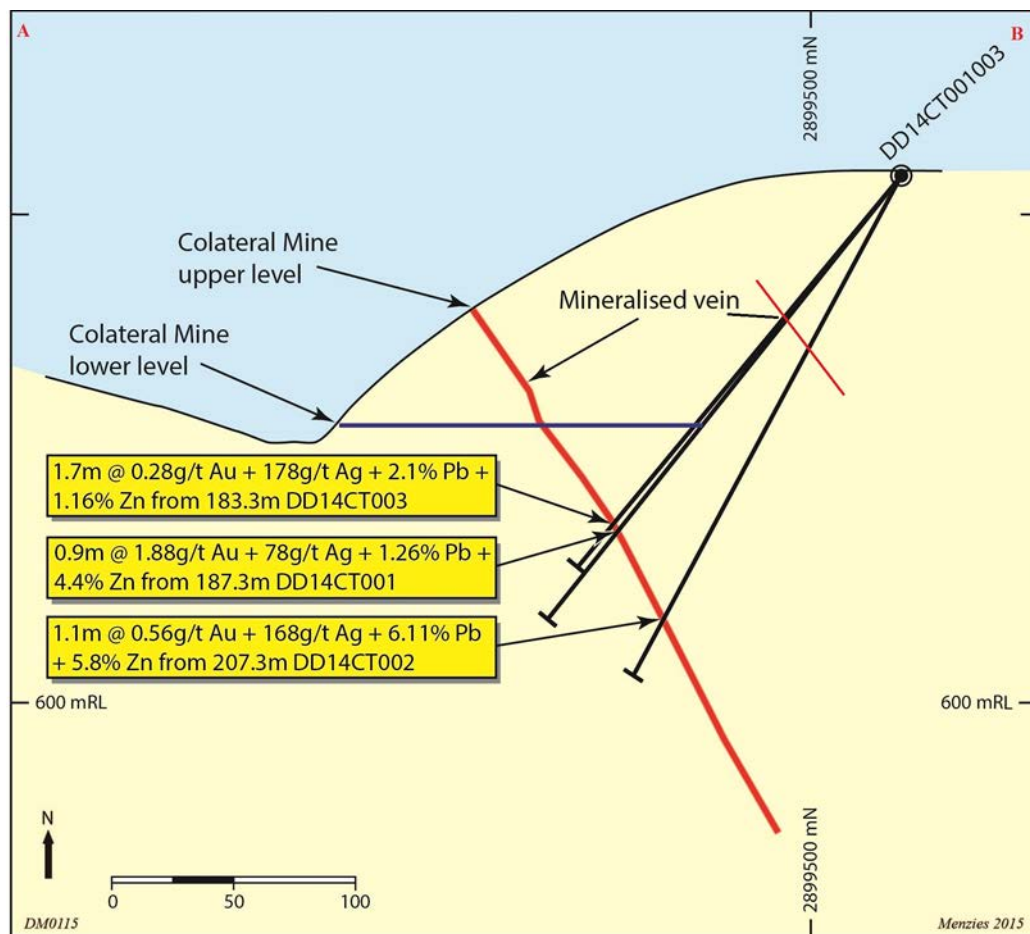 A
B
2899500 mN
DD14CT001003
Colateral Mine
upper level
Mineralised vein
Colateral Mine
lower level
1.7m @ 0.28g/t Au + 178g/t Ag + 2.1% Pb +
1.16% Zn from 183.3m DD14CT003
0.9m @ 1.88g/t Au + 78g/t Ag + 1.26% Pb +
4.4% Zn from 187.3m DD14CT001
1.1m @ 0.56g/t Au + 168g/t Ag + 6.11% Pb
+ 5.8% Zn from 207.3m DD14CT002
600 mRL
600 mRL
N
2899500 mN
0
50
100
DM0115
Menzies 2015